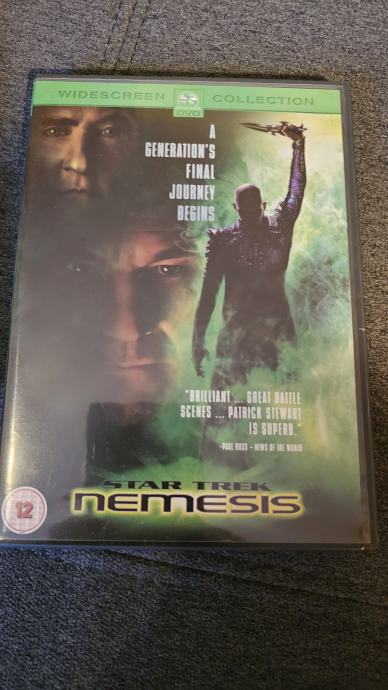 WIDESCREEN COLLECTION
DVD
A
GENERATION'S
FINAL
JOURNEY
BEGINS
"BRILLIANT ... GREAT BATTLE
SCENES ... PATRICK STEWART
IS SUPERB."
-PAUL ROSS - NEWS OF THE WORLD
STAR TREK
NEMESIS
12